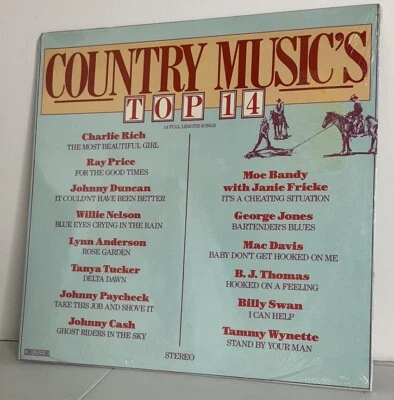 COUNTRY MUSIC'S
TOP 14
14 FULL LENGTH SONGS
Charlie Rich
THE MOST BEAUTIFUL GIRL
Ray Price
FOR THE GOOD TIMES
Johnny Duncan
IT COULDN'T HAVE BEEN BETTER
Willie Nelson
BLUE EYES CRYING IN THE RAIN
Lynn Anderson
ROSE GARDEN
Tanya Tucker
DELTA DAWN
Johnny Paycheck
TAKE THIS JOB AND SHOVE IT
Johnny Cash
GHOST RIDERS IN THE SKY
Moe Bandy
with Janie Fricke
IT'S A CHEATING SITUATION
George Jones
BARTENDER'S BLUES
Mac Davis
BABY DON'T GET HOOKED ON ME
B. J. Thomas
HOOKED ON A FEELING
Billy Swan
I CAN HELP
Tammy Wynette
STAND BY YOUR MAN
STEREO